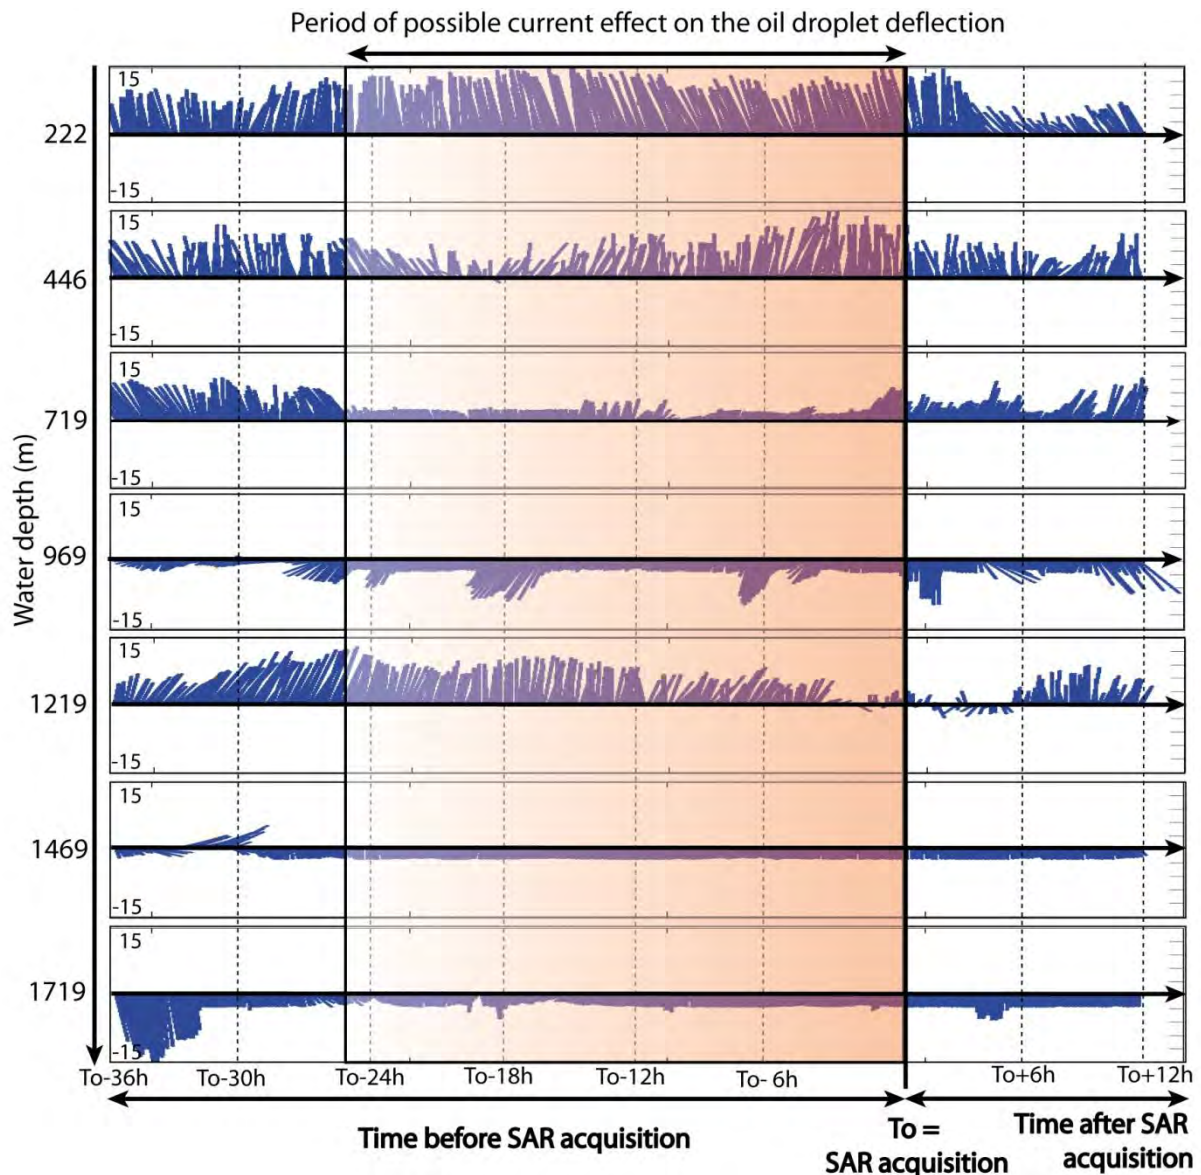 Period of possible current effect on the oil droplet deflection
15
222
-15
15
446
-15
15
719
-15
15
969
-15
15
1219
-15
15
1469
-15
15
1719
-15
Water depth (m)
To-36h To-30h To-24h To-18h To-12h To- 6h To+6h To+12h
Time before SAR acquisition
To =
SAR acquisition
Time after SAR
acquisition